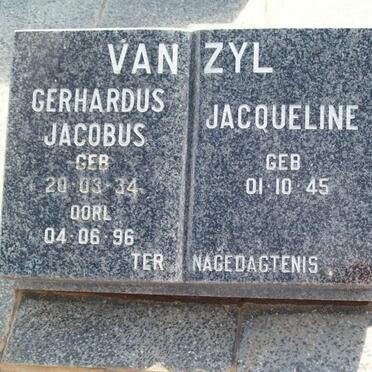 VAN ZYL
GERHARDUS
JACOBUS
GEB
20·03·34
OORL
04·06·96
JACQUELINE
GEB
01·10·45
TER NAGEDAGTENIS